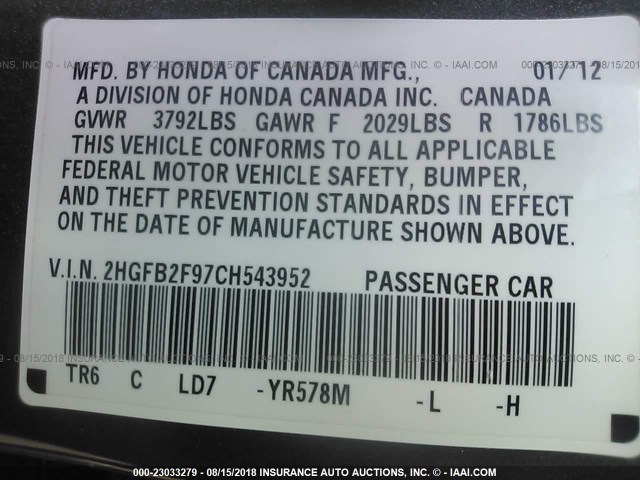 MFD. BY HONDA OF CANADA MFG., 01/12
A DIVISION OF HONDA CANADA INC. CANADA
GVWR 3792LBS GAWR F 2029LBS R 1786LBS
THIS VEHICLE CONFORMS TO ALL APPLICABLE
FEDERAL MOTOR VEHICLE SAFETY, BUMPER,
AND THEFT PREVENTION STANDARDS IN EFFECT
ON THE DATE OF MANUFACTURE SHOWN ABOVE.
V.I.N. 2HGFB2F97CH543952 PASSENGER CAR
TR6 C LD7 -YR578M -L -H
000-23033279 - 08/15/2018 INSURANCE AUTO AUCTIONS, INC. - © - IAAI.COM